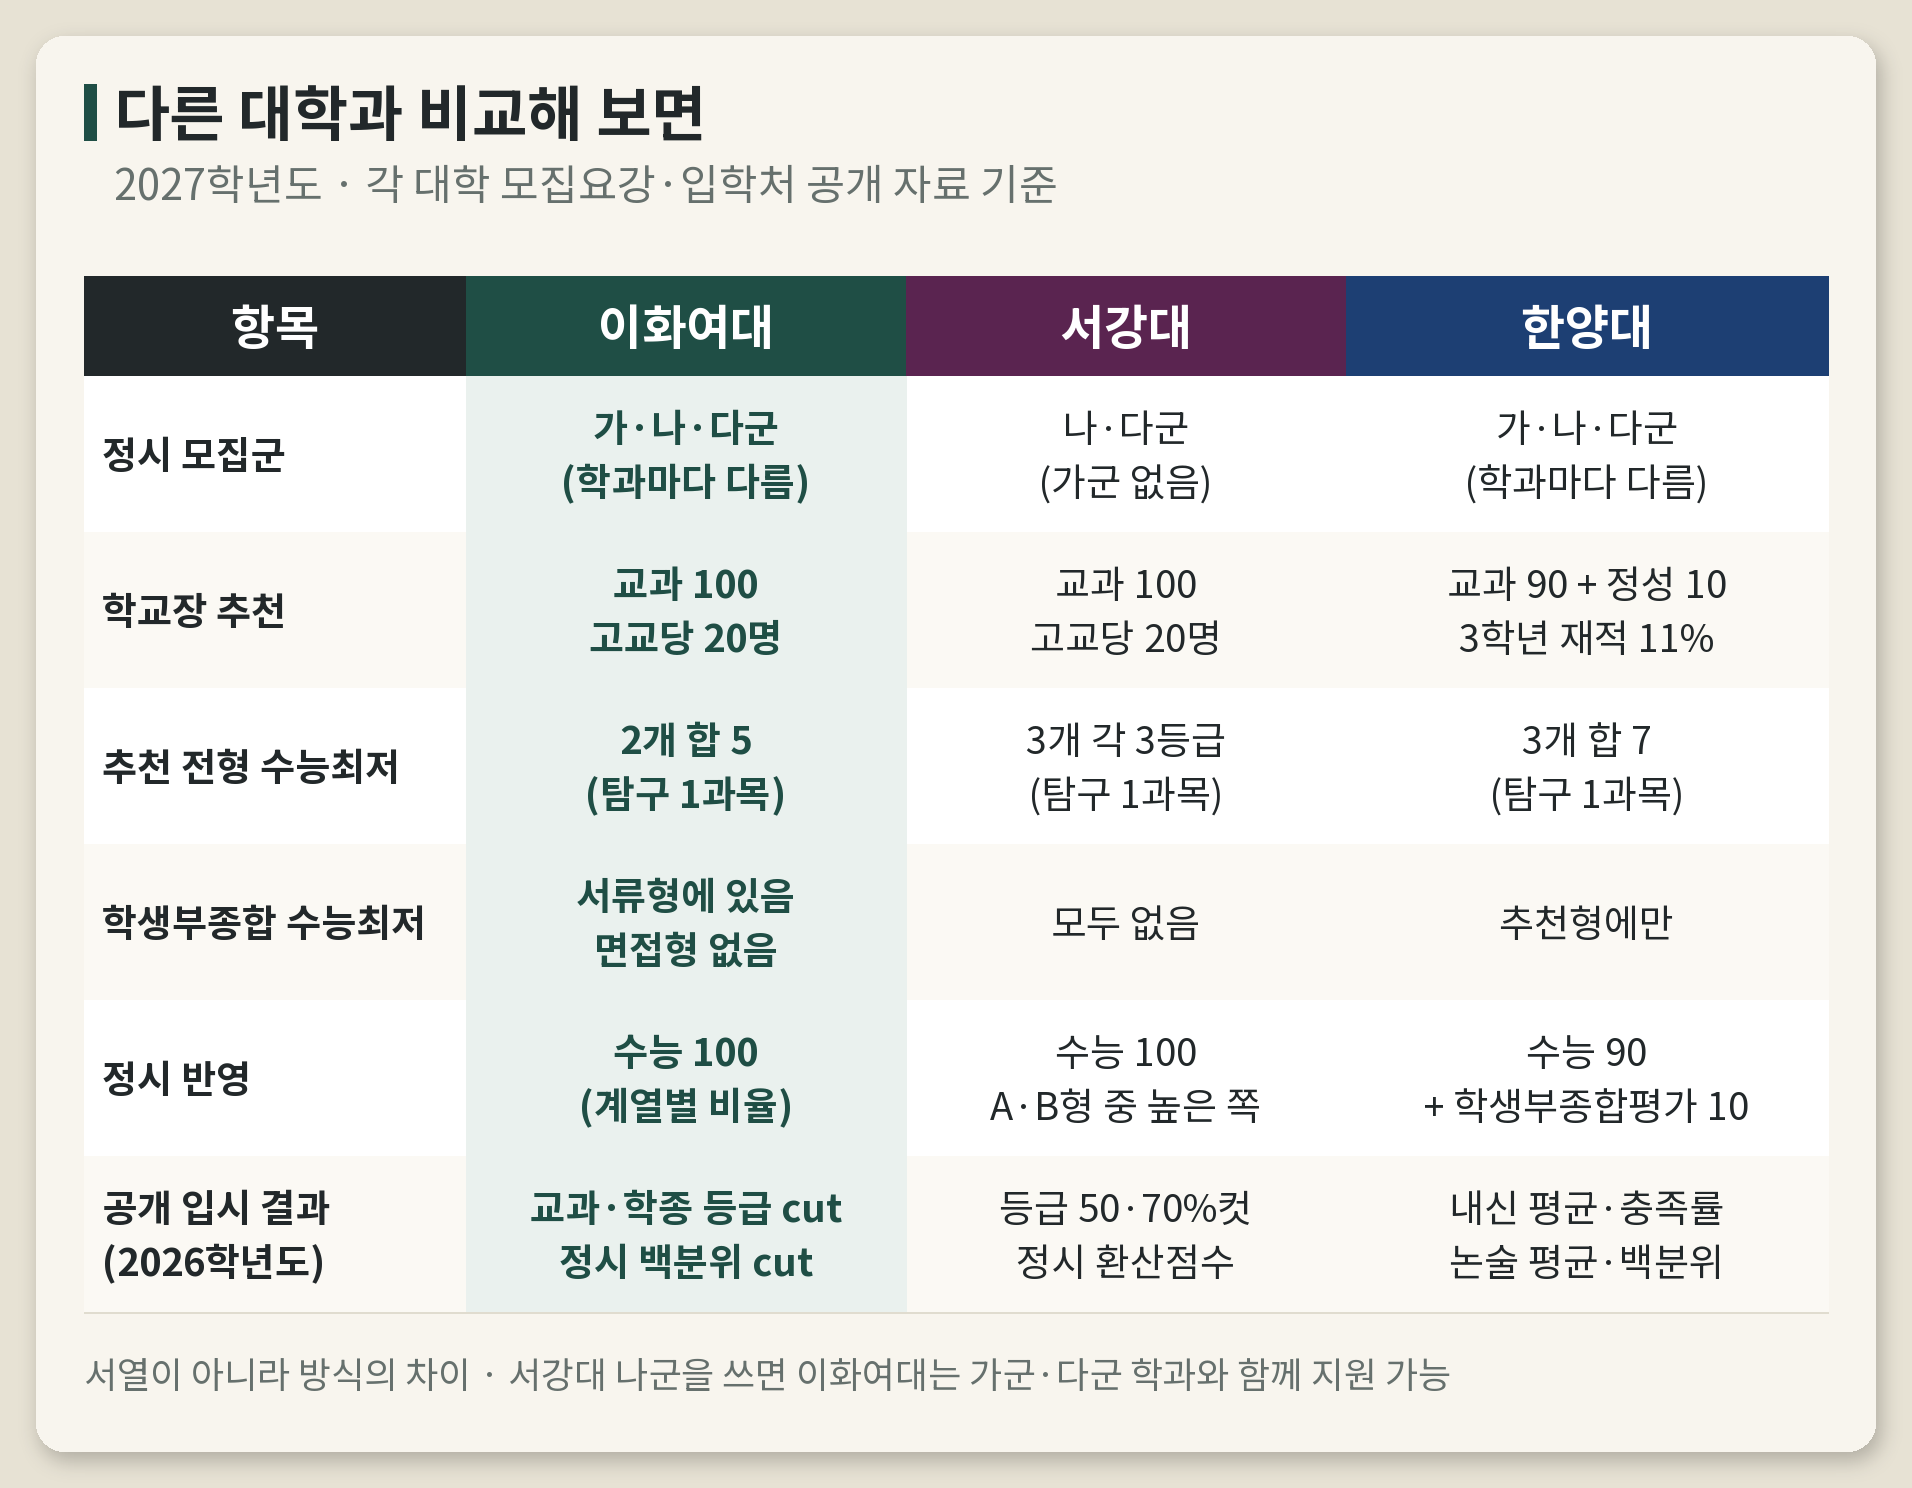 다른 대학과 비교해 보면
2027학년도 · 각 대학 모집요강·입학처 공개 자료 기준
항목 이화여대 서강대 한양대
정시 모집군
가·나·다군
(학과마다 다름)
나·다군
(가군 없음)
가·나·다군
(학과마다 다름)
학교장 추천
교과 100
고교당 20명
교과 100
고교당 20명
교과 90 + 정성 10
3학년 재적 11%
추천 전형 수능최저
2개 합 5
(탐구 1과목)
3개 각 3등급
(탐구 1과목)
3개 합 7
(탐구 1과목)
학생부종합 수능최저
서류형에 있음
면접형 없음
모두 없음
추천형에만
정시 반영
수능 100
(계열별 비율)
수능 100
A·B형 중 높은 쪽
수능 90
+ 학생부종합평가 10
공개 입시 결과
(2026학년도)
교과·학종 등급 cut
정시 백분위 cut
등급 50·70%컷
정시 환산점수
내신 평균·충족률
논술 평균·백분위
서열이 아니라 방식의 차이 · 서강대 나군을 쓰면 이화여대는 가군·다군 학과와 함께 지원 가능